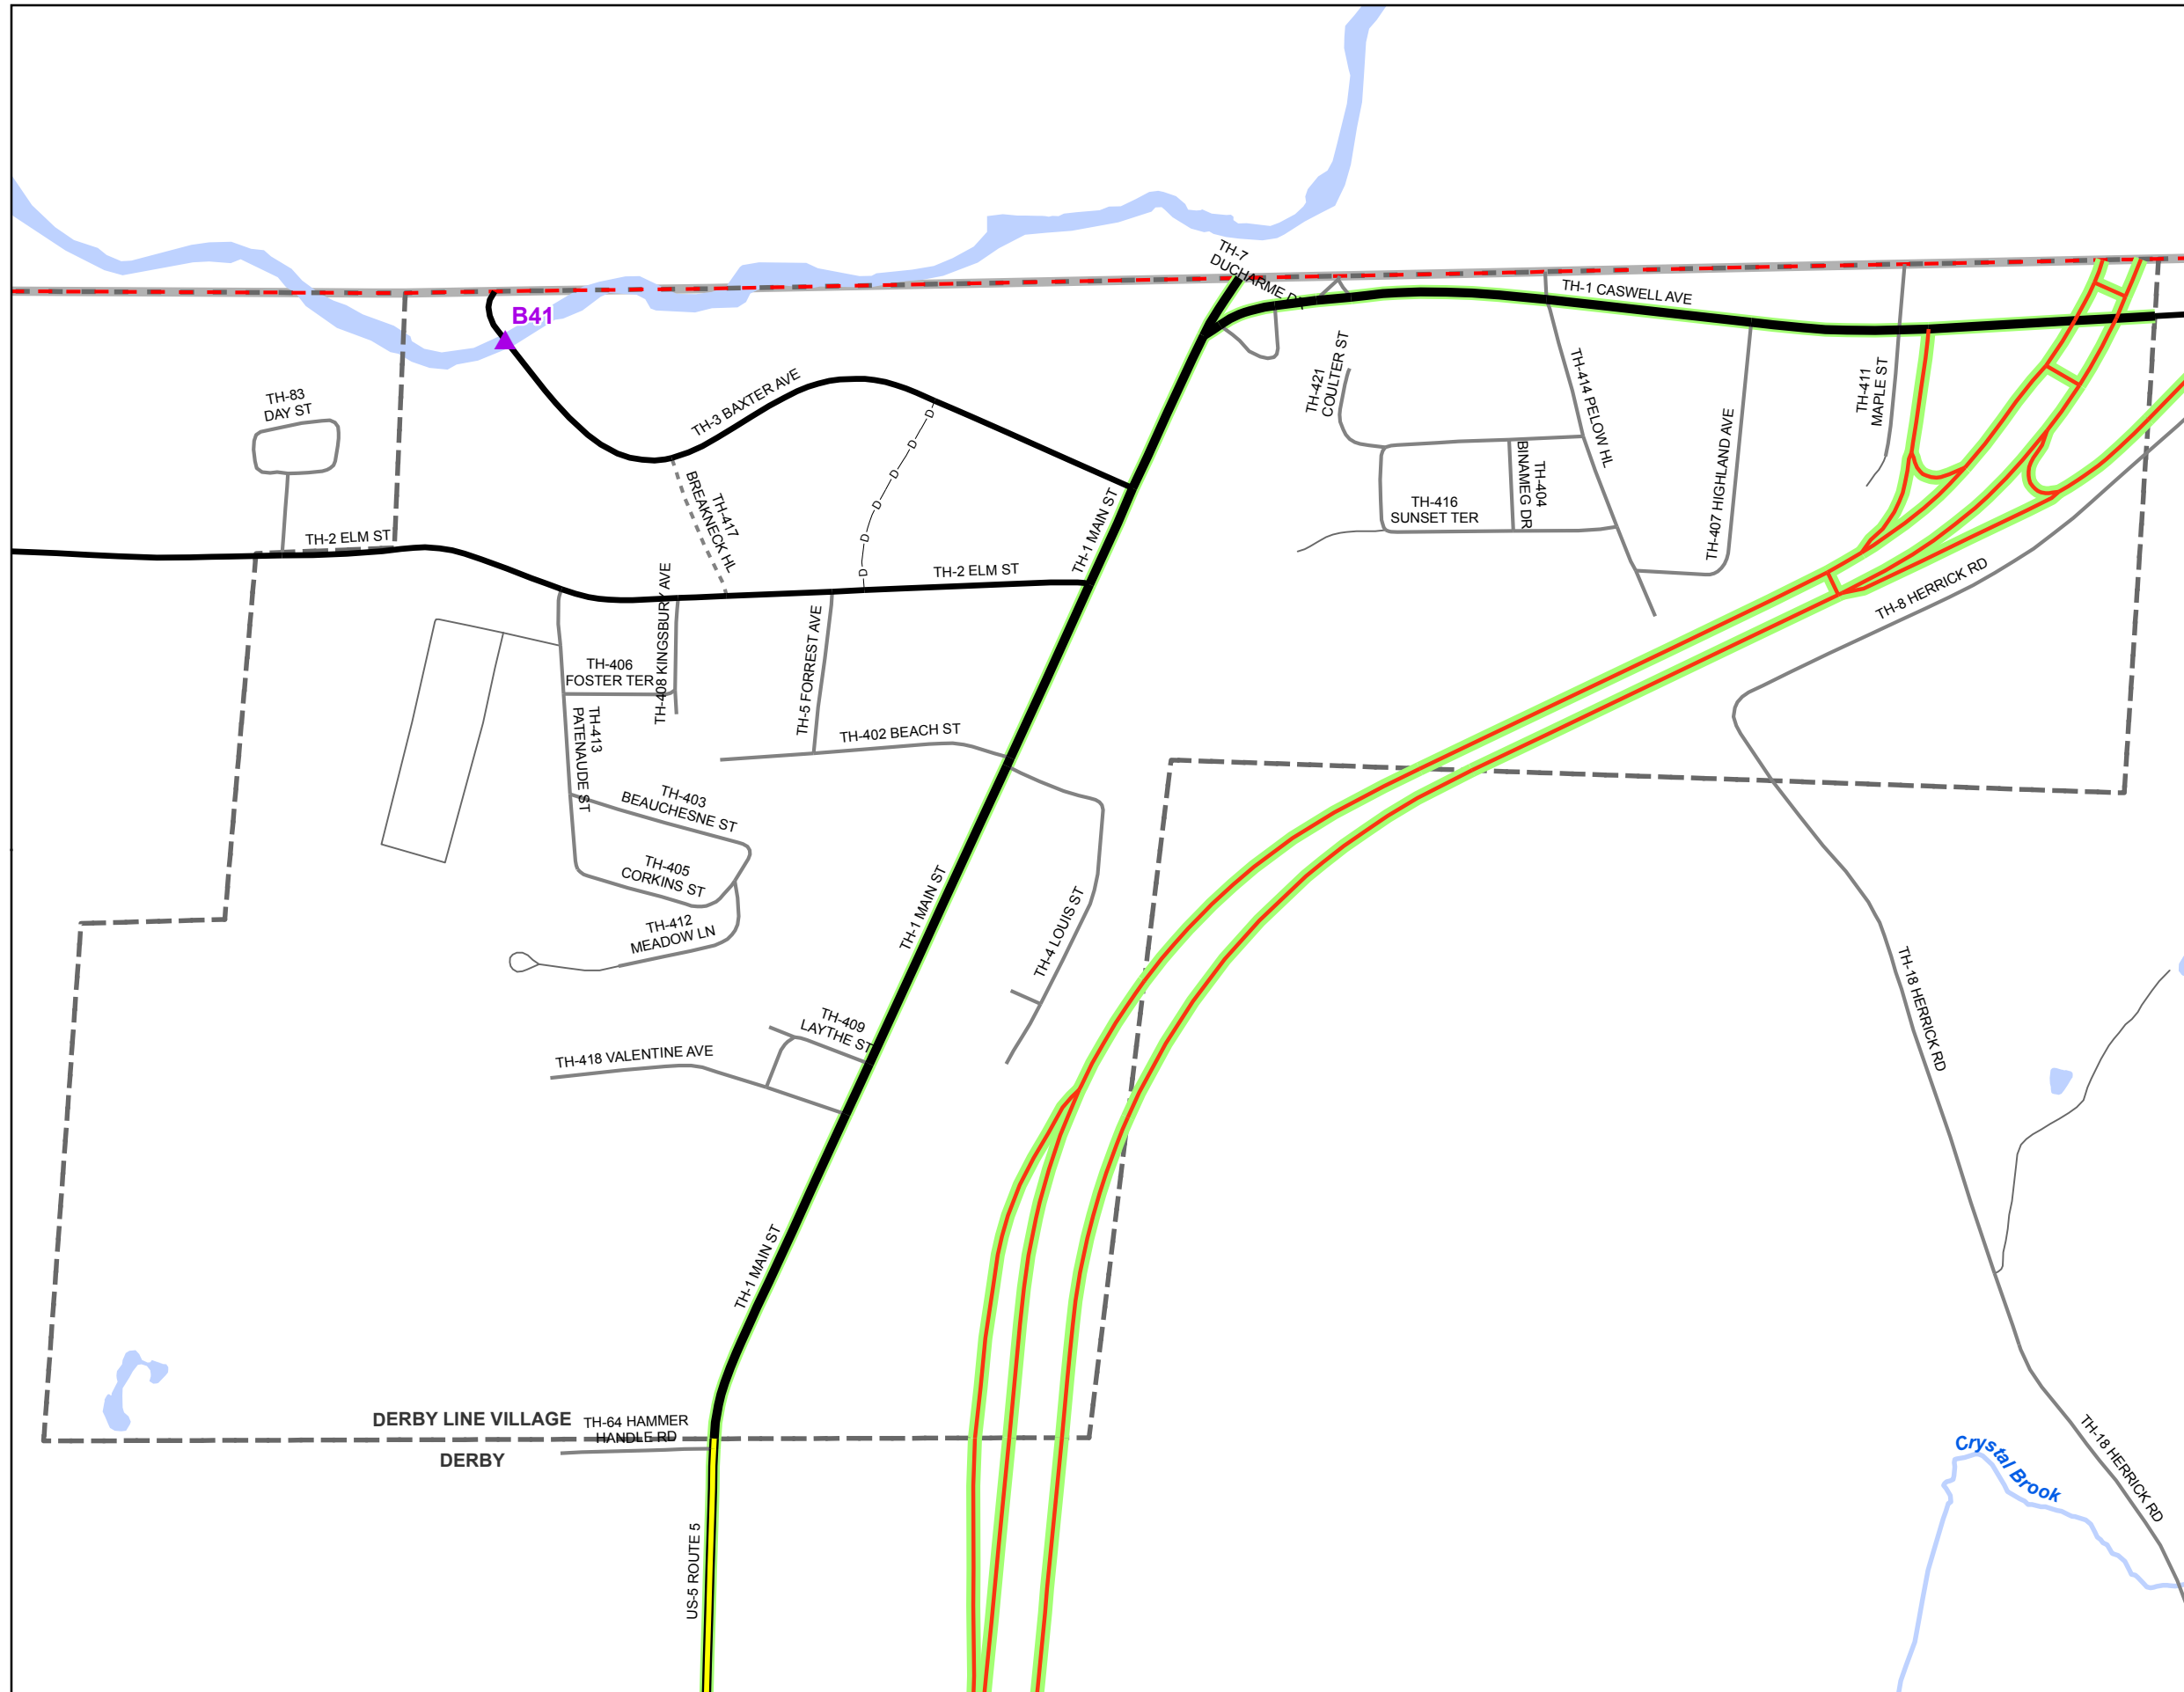 TH-7
DUCHARME DR
TH-1 CASWELL AVE
B41
TH-83
DAY ST
TH-3 BAXTER AVE
TH-421
COULTER ST
TH-414 PELOW HL
TH-411
MAPLE ST
TH-407 HIGHLAND AVE
TH-417
BREAKNECK HL
D
D
D
D
D
D
TH-1 MAIN ST
TH-416
SUNSET TER
TH-404
BINAMEG DR
TH-2 ELM ST
TH-2 ELM ST
TH-8 HERRICK RD
TH-406
FOSTER TER
TH-408 KINGSBURY AVE
TH-5 FORREST AVE
TH-413
PATENAUDE ST
TH-402 BEACH ST
TH-403
BEAUCHESNE ST
TH-405
CORKINS ST
TH-412
MEADOW LN
TH-1 MAIN ST
TH-4 LOUIS ST
TH-18 HERRICK RD
TH-409
LAYTHE ST
TH-418 VALENTINE AVE
TH-1 MAIN ST
DERBY LINE VILLAGE
TH-64 HAMMER
HANDLE RD
DERBY
Crystal Brook
TH-18 HERRICK RD
US-5 ROUTE 5